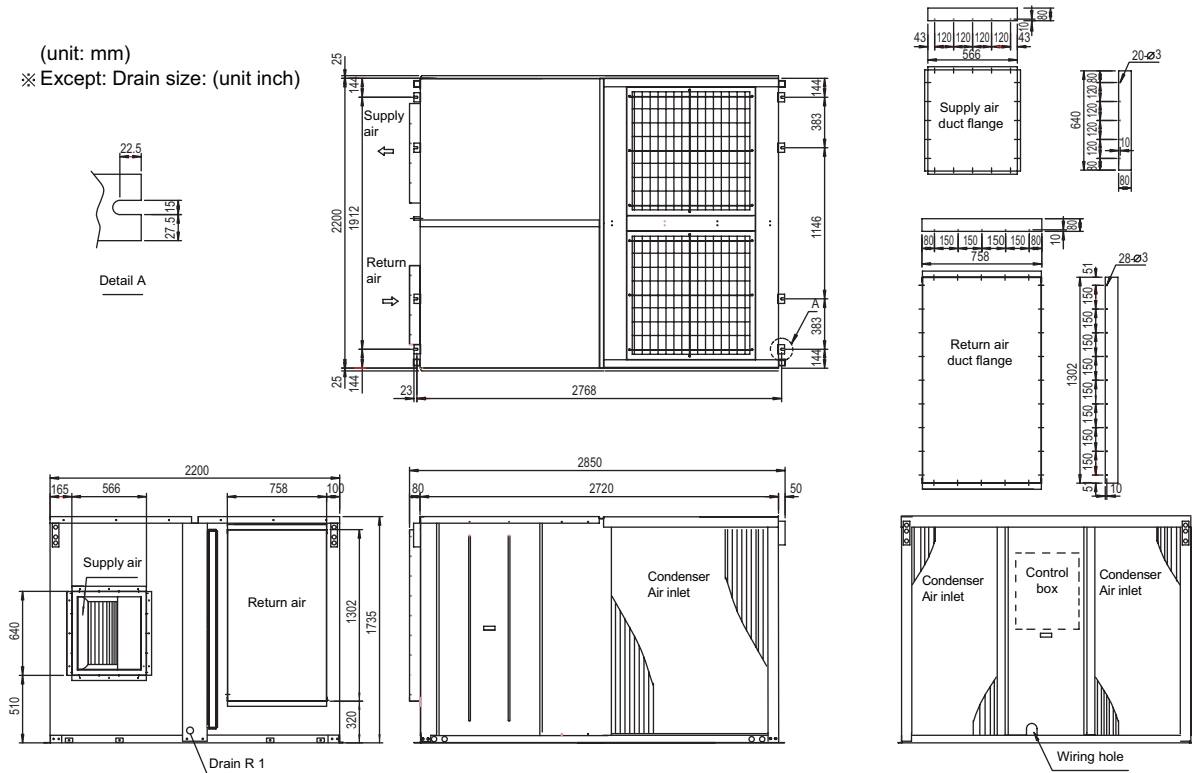 (unit: mm)
※Except: Drain size: (unit inch)
22.5
15
27.5
Detail A
25
144
2200
1912
25
144
Supply
air
Return
air
23
2768
144
383
1146
383
144
A
80
10
43 120 120 120 120 43
566
Supply air
duct flange
20-ø3
640
80 120 120 120 120 80
10
80
80
10
80 150 150 150 150 80
758
Return air
duct flange
28-ø3
1302
51 150 150 150 150 150 150 150 150 51
10
2200
165 566 758 100
Supply air
Return air
640
510
1302
1735
320
Drain R 1
2850
80 2720 50
Condenser
Air inlet
Condenser
Air inlet
Control
box
Condenser
Air inlet
Wiring hole